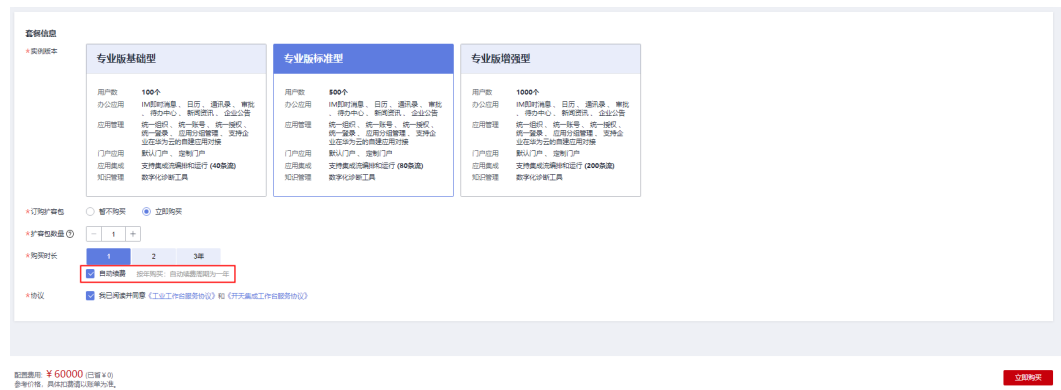 套餐信息
*实例版本
专业版基础型
用户数 100个
办公应用 IM即时消息 、 日历 、 通讯录 、 审批
、 待办中心 、 新闻资讯 、 企业公告
应用管理 统一组织 、 统一账号 、 统一授权 、
统一登录 、 应用分组管理 、 支持企
业在华为云的自建应用对接
门户应用 默认门户 、 定制门户
应用集成 支持集成流编排和运行 (40条流)
知识管理 数字化诊断工具
专业版标准型
用户数 500个
办公应用 IM即时消息 、 日历 、 通讯录 、 审批
、 待办中心 、 新闻资讯 、 企业公告
应用管理 统一组织 、 统一账号 、 统一授权 、
统一登录 、 应用分组管理 、 支持企
业在华为云的自建应用对接
门户应用 默认门户 、 定制门户
应用集成 支持集成流编排和运行 (80条流)
知识管理 数字化诊断工具
专业版增强型
用户数 1000个
办公应用 IM即时消息 、 日历 、 通讯录 、 审批
、 待办中心 、 新闻资讯 、 企业公告
应用管理 统一组织 、 统一账号 、 统一授权 、
统一登录 、 应用分组管理 、 支持企
业在华为云的自建应用对接
门户应用 默认门户 、 定制门户
应用集成 支持集成流编排和运行 (200条流)
知识管理 数字化诊断工具
*订购扩容包 暂不购买 立即购买
*扩容包数量 ? − 1 +
*购买时长 1 2 3年
自动续费 按年购买：自动续费周期为一年
*协议 我已阅读并同意《工业工作台服务协议》和《开天集成工作台服务协议》
配置费用: ¥60000 (已省¥0)
参考价格，具体扣费请以账单为准。
立即购买